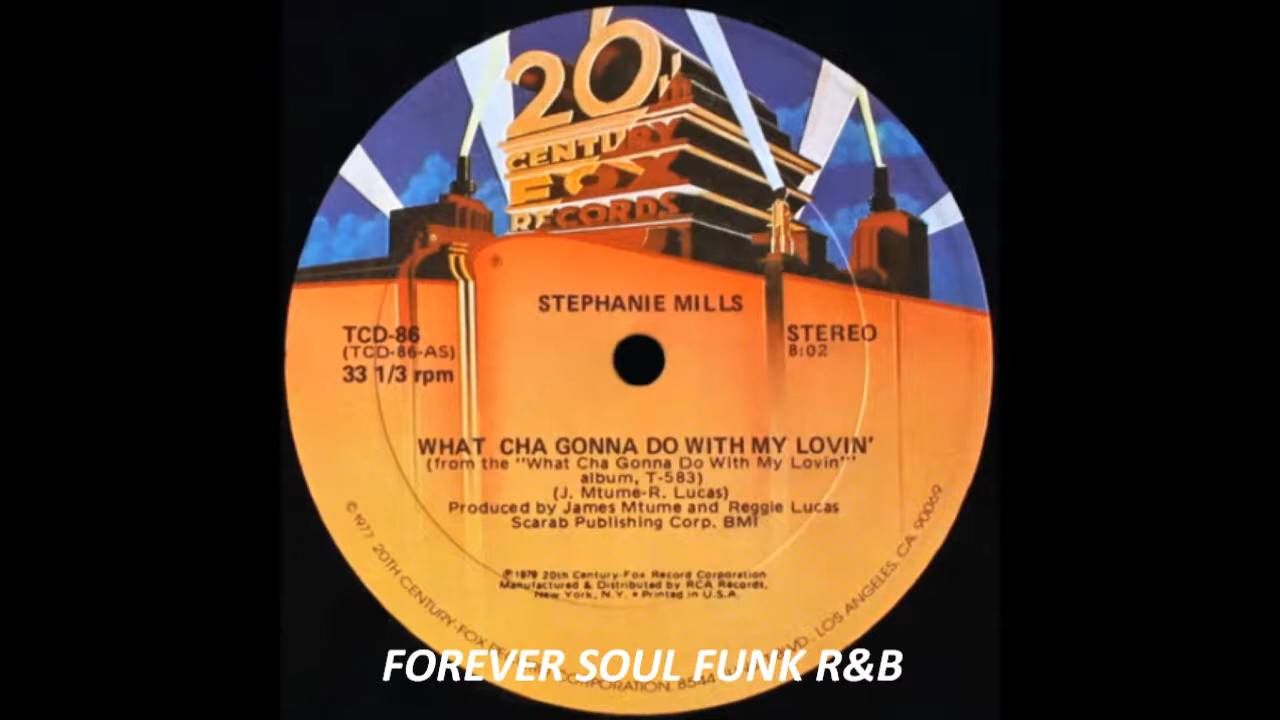 20TH
CENTURY
FOX
RECORDS
®
STEPHANIE MILLS
TCD-86
(TCD-86-AS)
33 1/3 rpm
STEREO
8:02
WHAT CHA GONNA DO WITH MY LOVIN'
(from the "What Cha Gonna Do With My Lovin'"
album, T-583)
(J. Mtume-R. Lucas)
Produced by James Mtume and Reggie Lucas
Scarab Publishing Corp. BMI
℗1979 20th Century-Fox Record Corporation
Manufactured & Distributed by RCA Records,
New York, N.Y. • Printed in U.S.A.
©1977 20TH CENTURY-FOX CORPORATION, 8544 BLVD., LOS ANGELES, CA. 90069
FOREVER SOUL FUNK R&B